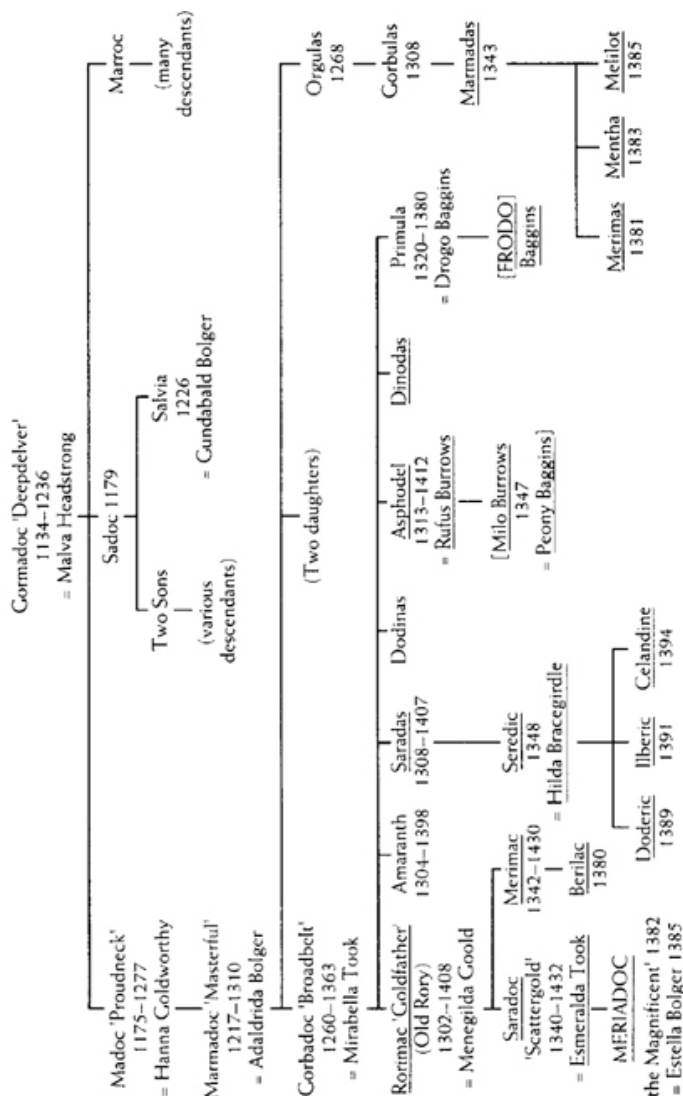 Gormadoc 'Deepdelver'
1134–1236
= Malva Headstrong
Madoc 'Proudneck'
1175–1277
= Hanna Goldworthy
Sadoc 1179
Marroc
(many
descendants)
Two Sons
(various
descendants)
Salvia
1226
= Gundabald Bolger
Marmadoc 'Masterful'
1217–1310
= Adaldrida Bolger
Gorbadoc 'Broadbelt'
1260–1363
= Mirabella Took
(Two daughters)
Orgulas
1268
Gorbulas
1308
Marmadas
1343
Rorimac 'Goldfather'
(Old Rory)
1302–1408
= Menegilda Goold
Amaranth
1304–1398
Saradas
1308–1407
Dodinas
Asphodel
1313–1412
= Rufus Burrows
Dinodas
Primula
1320–1380
= Drogo Baggins
Saradoc
'Scattergold'
1340–1432
= Esmeralda Took
Merimac
1342–1430
Berilac
1380
Seredic
1348
= Hilda Bracegirdle
[Milo Burrows
1347
= Peony Baggins]
[FRODO]
Baggins
MERIADOC
the Magnificent' 1382
= Estella Bolger 1385
Doderic
1389
Ilberic
1391
Celandine
1394
Merimas
1381
Mentha
1383
Melilot
1385